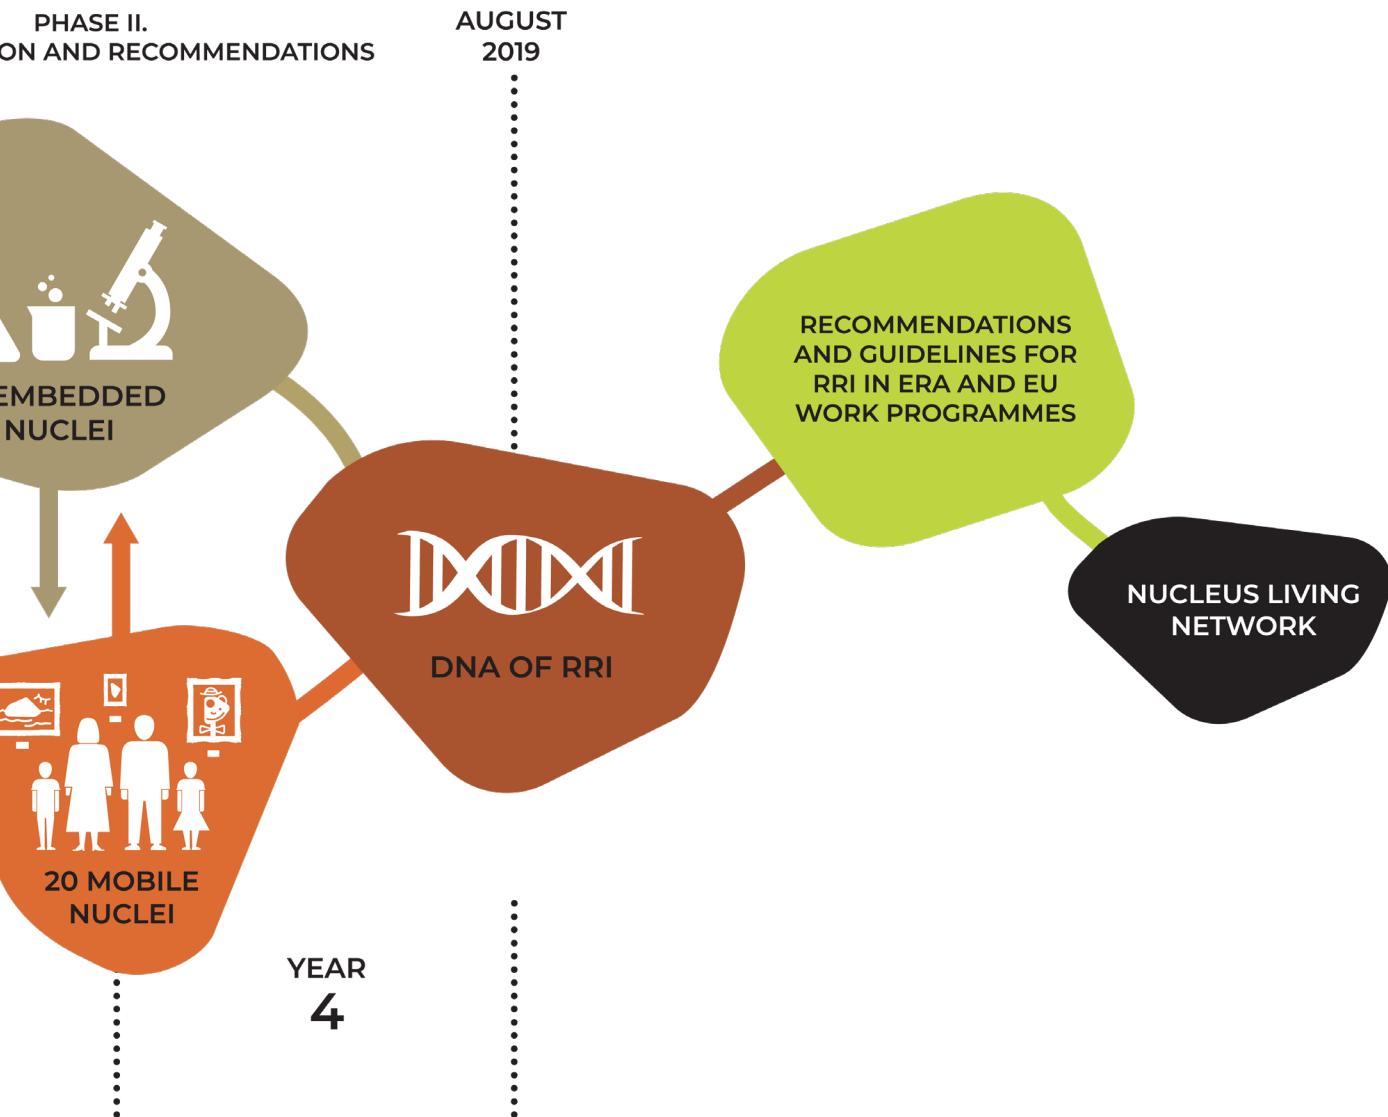 PHASE II.
ON AND RECOMMENDATIONS
AUGUST
2019
EMBEDDED
NUCLEI
RECOMMENDATIONS
AND GUIDELINES FOR
RRI IN ERA AND EU
WORK PROGRAMMES
NUCLEUS LIVING
NETWORK
DNA OF RRI
20 MOBILE
NUCLEI
YEAR
4